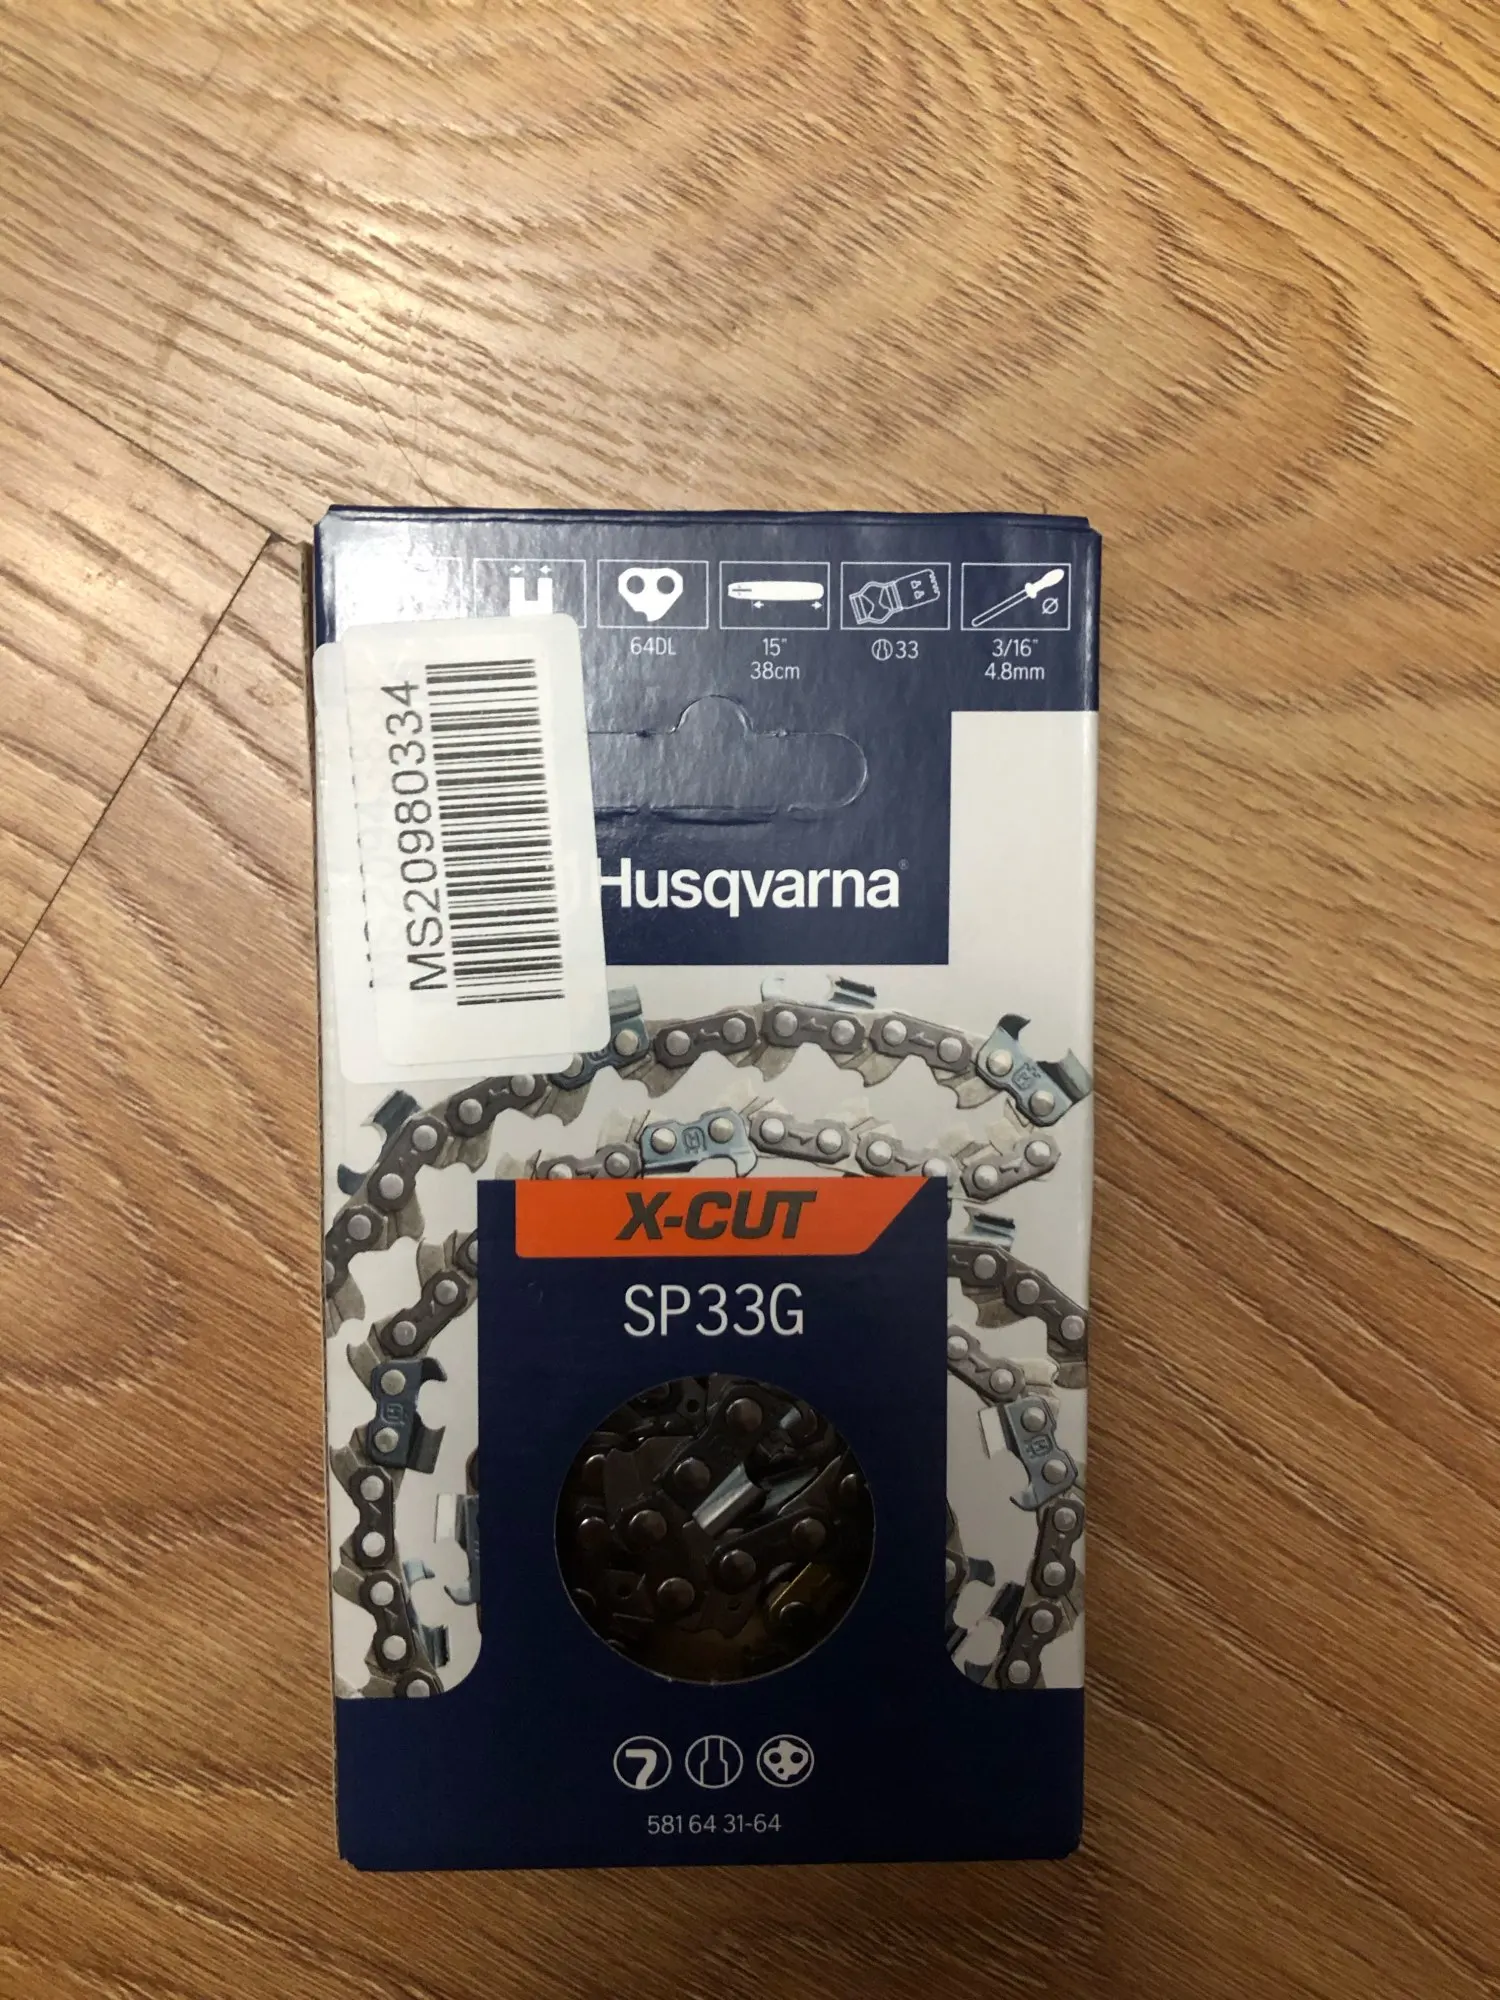 64DL
15"
38cm
33
3/16"
4.8mm
MS20980334
Husqvarna®
X-CUT
SP33G
581 64 31-64